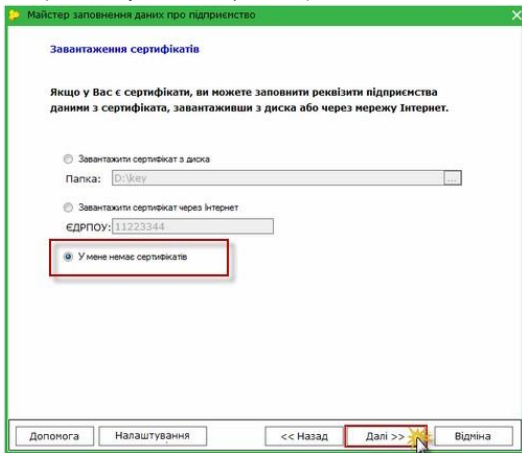 Майстер заповнення даних про підприємство
Завантаження сертифікатів
Якщо у Вас є сертифікати, ви можете заповнити реквізити підприємства
даними з сертифіката, завантаживши з диска або через мережу Інтернет.
Завантажити сертифікат з диска
Папка: D:\key ...
Завантажити сертифікат через Інтернет
ЄДРПОУ: 11223344
У мене немає сертифікатів
Допомога Налаштування << Назад Далі >> Відміна